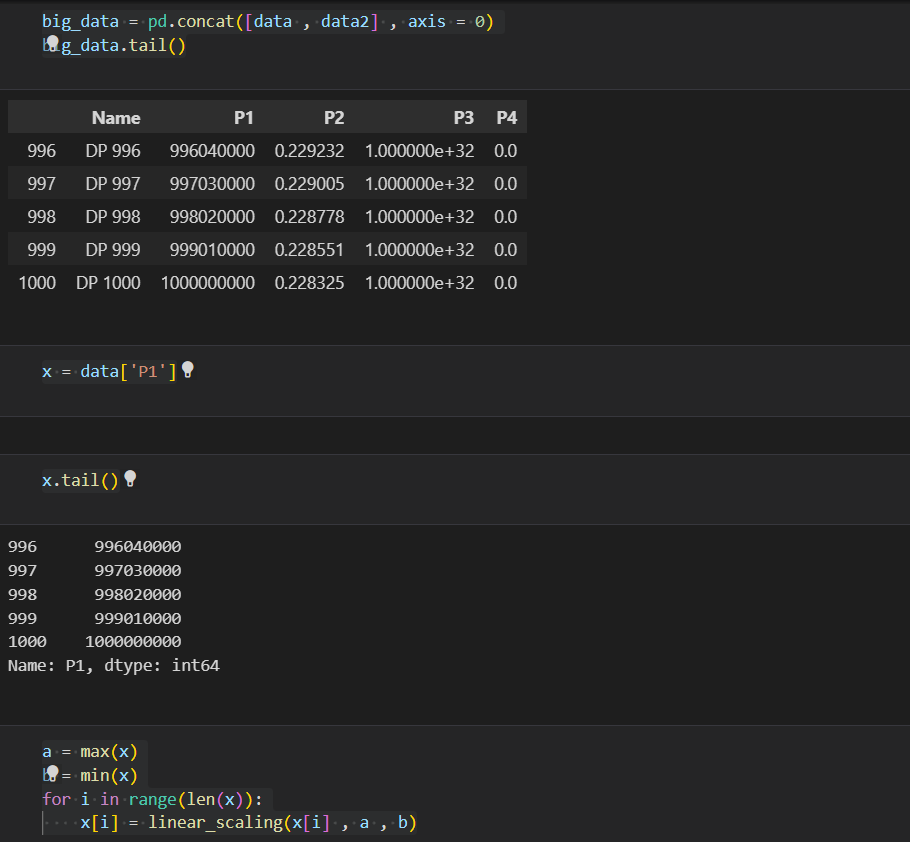 big_data = pd.concat([data , data2] , axis = 0)
big_data.tail()
Name P1 P2 P3 P4
996 DP 996 996040000 0.229232 1.000000e+32 0.0
997 DP 997 997030000 0.229005 1.000000e+32 0.0
998 DP 998 998020000 0.228778 1.000000e+32 0.0
999 DP 999 999010000 0.228551 1.000000e+32 0.0
1000 DP 1000 1000000000 0.228325 1.000000e+32 0.0
x = data['P1']
x.tail()
996 996040000
997 997030000
998 998020000
999 999010000
1000 1000000000
Name: P1, dtype: int64
a = max(x)
b = min(x)
for i in range(len(x)):
x[i] = linear_scaling(x[i] , a , b)